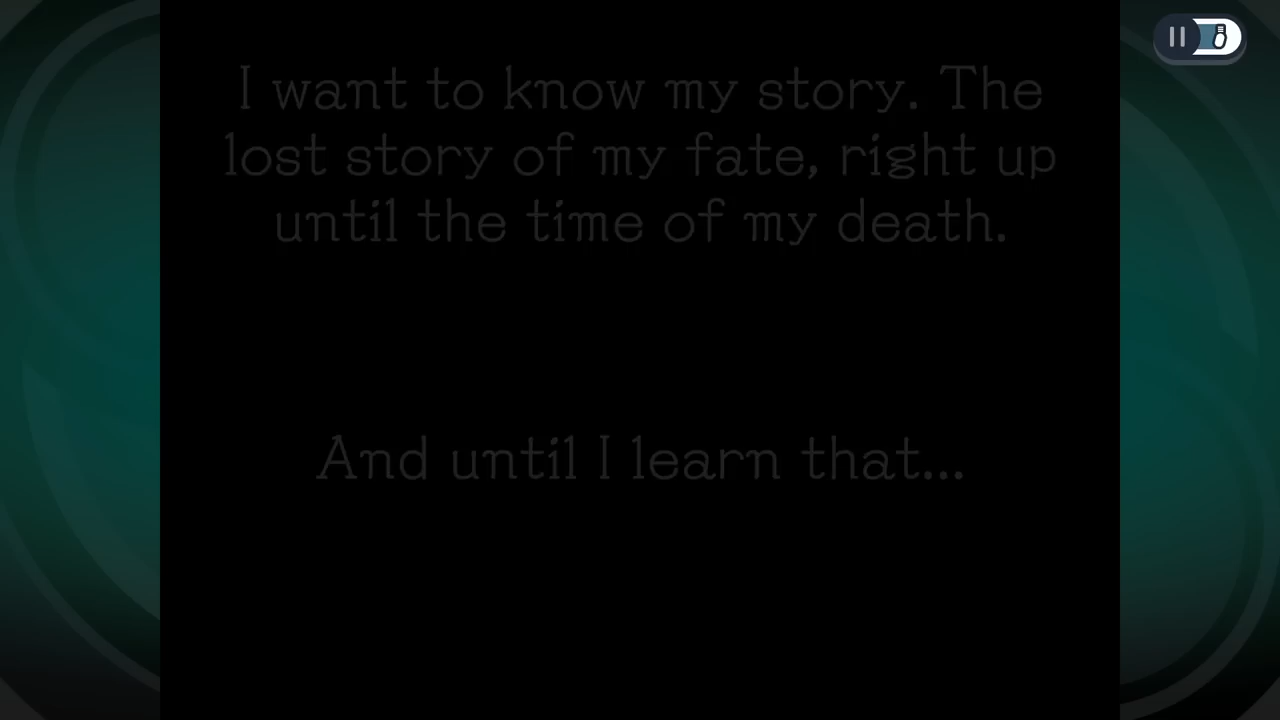 I want to know my story. The
lost story of my fate, right up
until the time of my death.
And until I learn that...